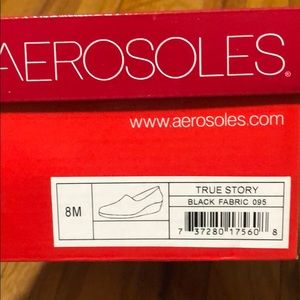 AEROSOLES®
www.aerosoles.com
8M
TRUE STORY
BLACK FABRIC 095
7 37280 17560 8